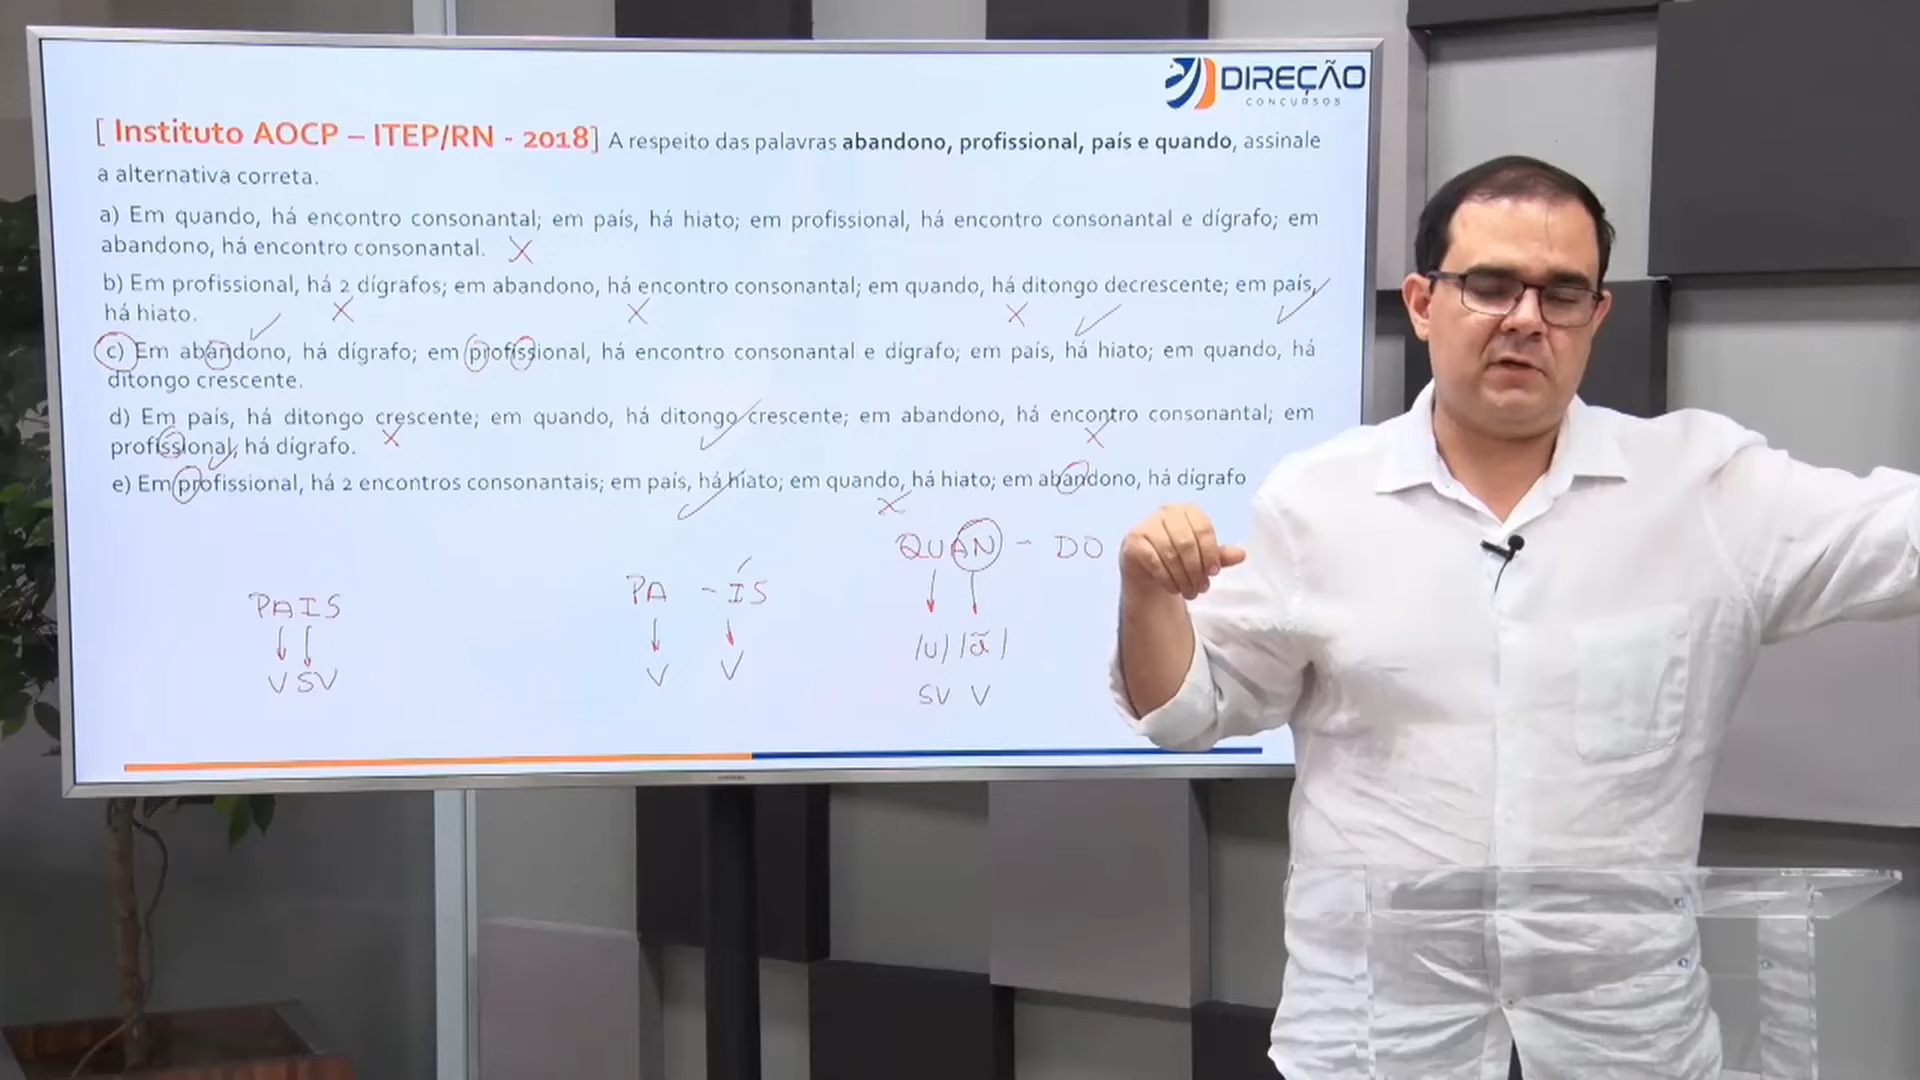 DIREÇÃO
CONCURSOS
[ Instituto AOCP – ITEP/RN - 2018] A respeito das palavras abandono, profissional, país e quando, assinale
a alternativa correta.
a) Em quando, há encontro consonantal; em país, há hiato; em profissional, há encontro consonantal e dígrafo; em
abandono, há encontro consonantal.
b) Em profissional, há 2 dígrafos; em abandono, há encontro consonantal; em quando, há ditongo decrescente; em país,
há hiato.
c) Em abandono, há dígrafo; em profissional, há encontro consonantal e dígrafo; em país, há hiato; em quando, há
ditongo crescente.
d) Em país, há ditongo crescente; em quando, há ditongo crescente; em abandono, há encontro consonantal; em
profissional, há dígrafo.
e) Em profissional, há 2 encontros consonantais; em país, há hiato; em quando, há hiato; em abandono, há dígrafo
QUAN - DO
PAIS
PA - ÍS
/u/ /ã/
V SV
V V
SV V